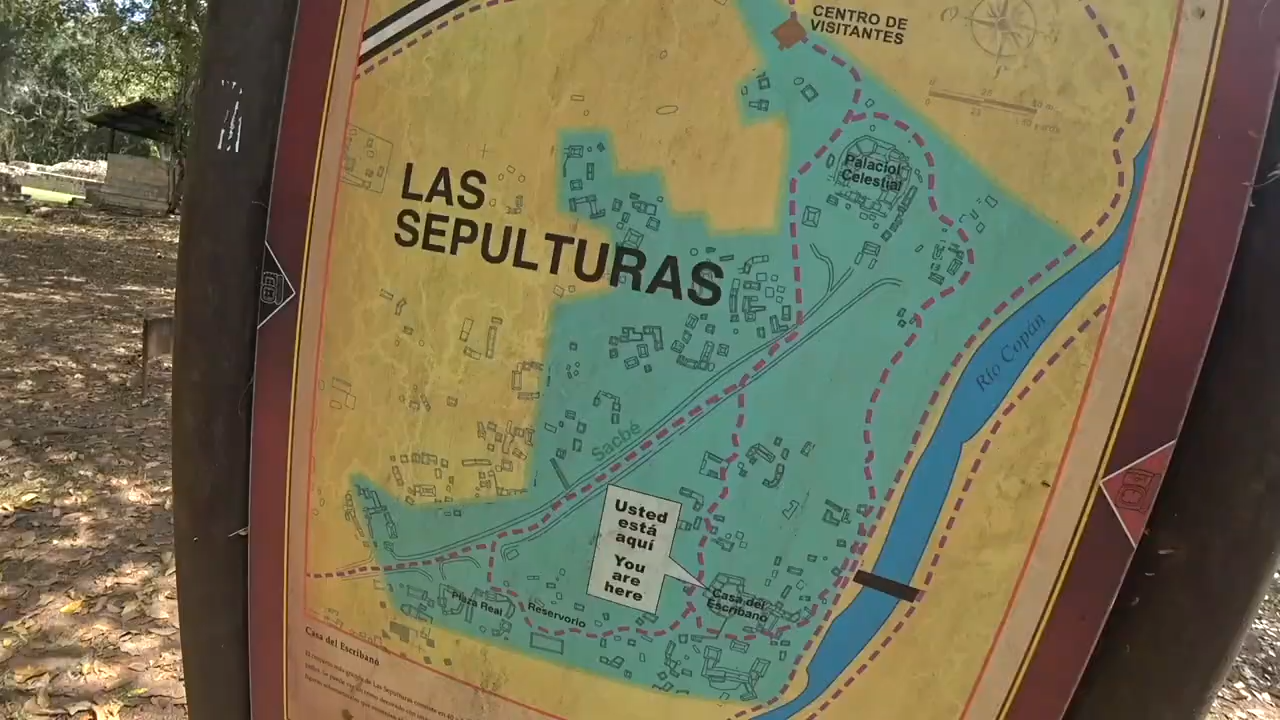 CENTRO DE
VISITANTES
Palacio
Celestial
LAS
SEPULTURAS
Río Copán
Sacbé
Usted
está
aquí
You
are
here
Plaza Real
Reservorio
Casa del
Escribano
Casa del Escribano